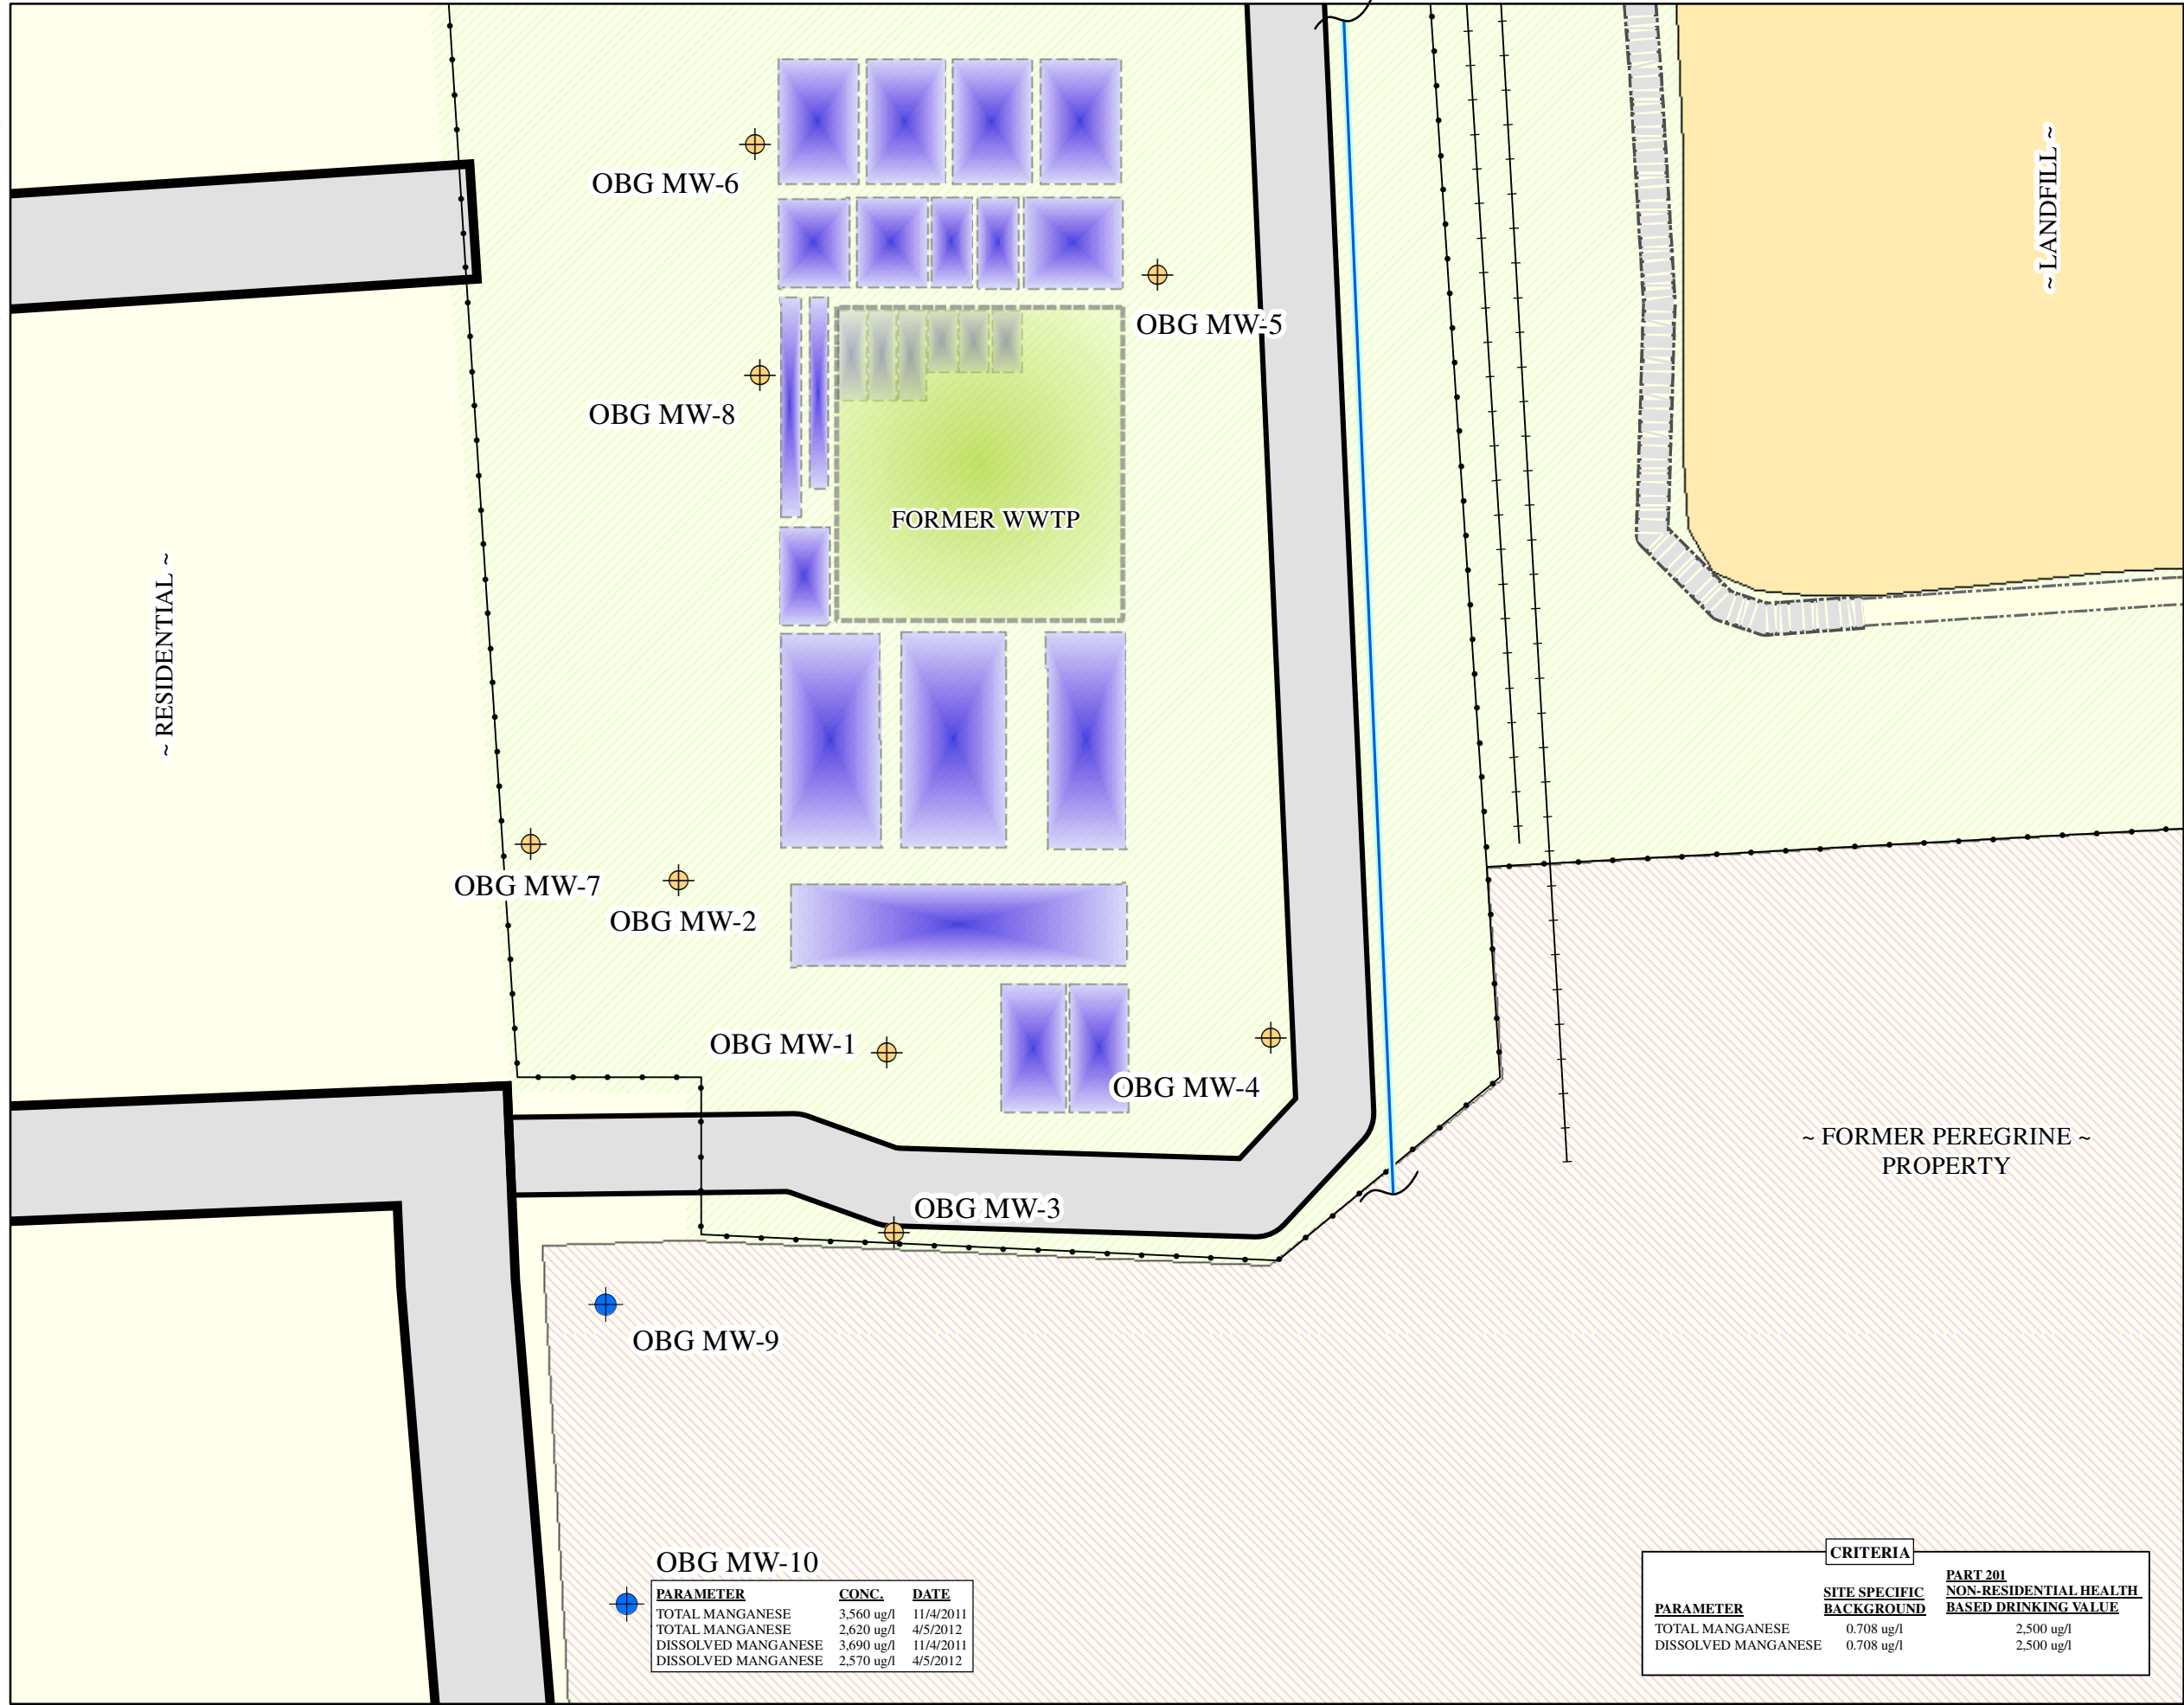 ~ LANDFILL ~
OBG MW-6
OBG MW-5
OBG MW-8
FORMER WWTP
~ RESIDENTIAL ~
OBG MW-7
OBG MW-2
OBG MW-1
OBG MW-4
~ FORMER PEREGRINE ~
PROPERTY
OBG MW-3
OBG MW-9
OBG MW-10
PARAMETER CONC. DATE
TOTAL MANGANESE 3,560 ug/l 11/4/2011
TOTAL MANGANESE 2,620 ug/l 4/5/2012
DISSOLVED MANGANESE 3,690 ug/l 11/4/2011
DISSOLVED MANGANESE 2,570 ug/l 4/5/2012
CRITERIA
PART 201
SITE SPECIFIC NON-RESIDENTIAL HEALTH
PARAMETER BACKGROUND BASED DRINKING VALUE
TOTAL MANGANESE 0.708 ug/l 2,500 ug/l
DISSOLVED MANGANESE 0.708 ug/l 2,500 ug/l